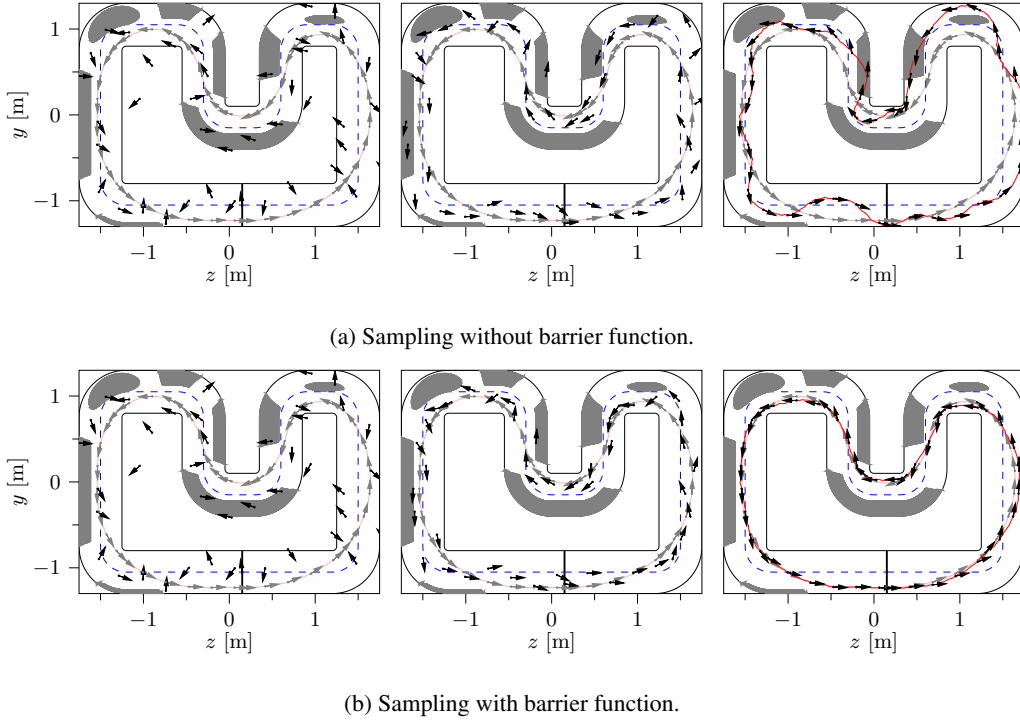 1
0
−1
y [m]
−1 0 1
z [m]
−1 0 1
z [m]
−1 0 1
z [m]
(a) Sampling without barrier function.
1
0
−1
y [m]
−1 0 1
z [m]
−1 0 1
z [m]
−1 0 1
z [m]
(b) Sampling with barrier function.